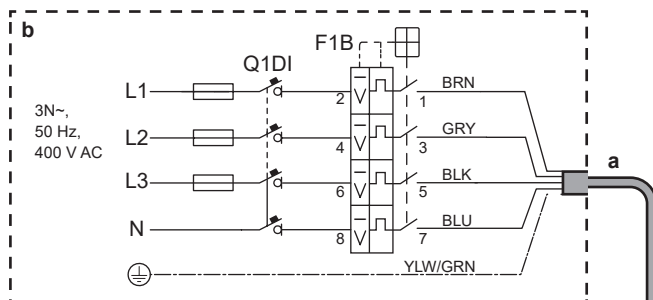 b
F1B
Q1DI
L1
2
1
BRN
3N~,
50 Hz,
400 V AC
L2
4
3
GRY
L3
6
5
BLK
a
N
8
7
BLU
YLW/GRN